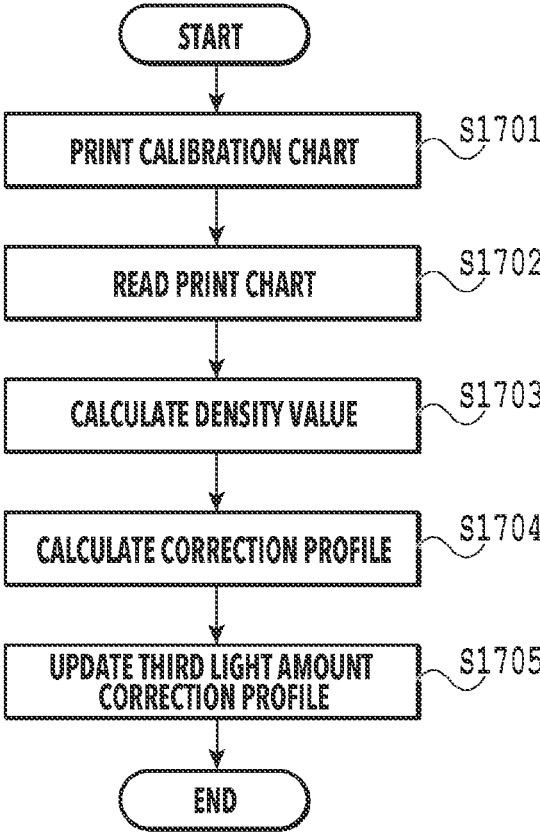 START
PRINT CALIBRATION CHART
S1701
READ PRINT CHART
S1702
CALCULATE DENSITY VALUE
S1703
CALCULATE CORRECTION PROFILE
S1704
UPDATE THIRD LIGHT AMOUNT
CORRECTION PROFILE
S1705
END